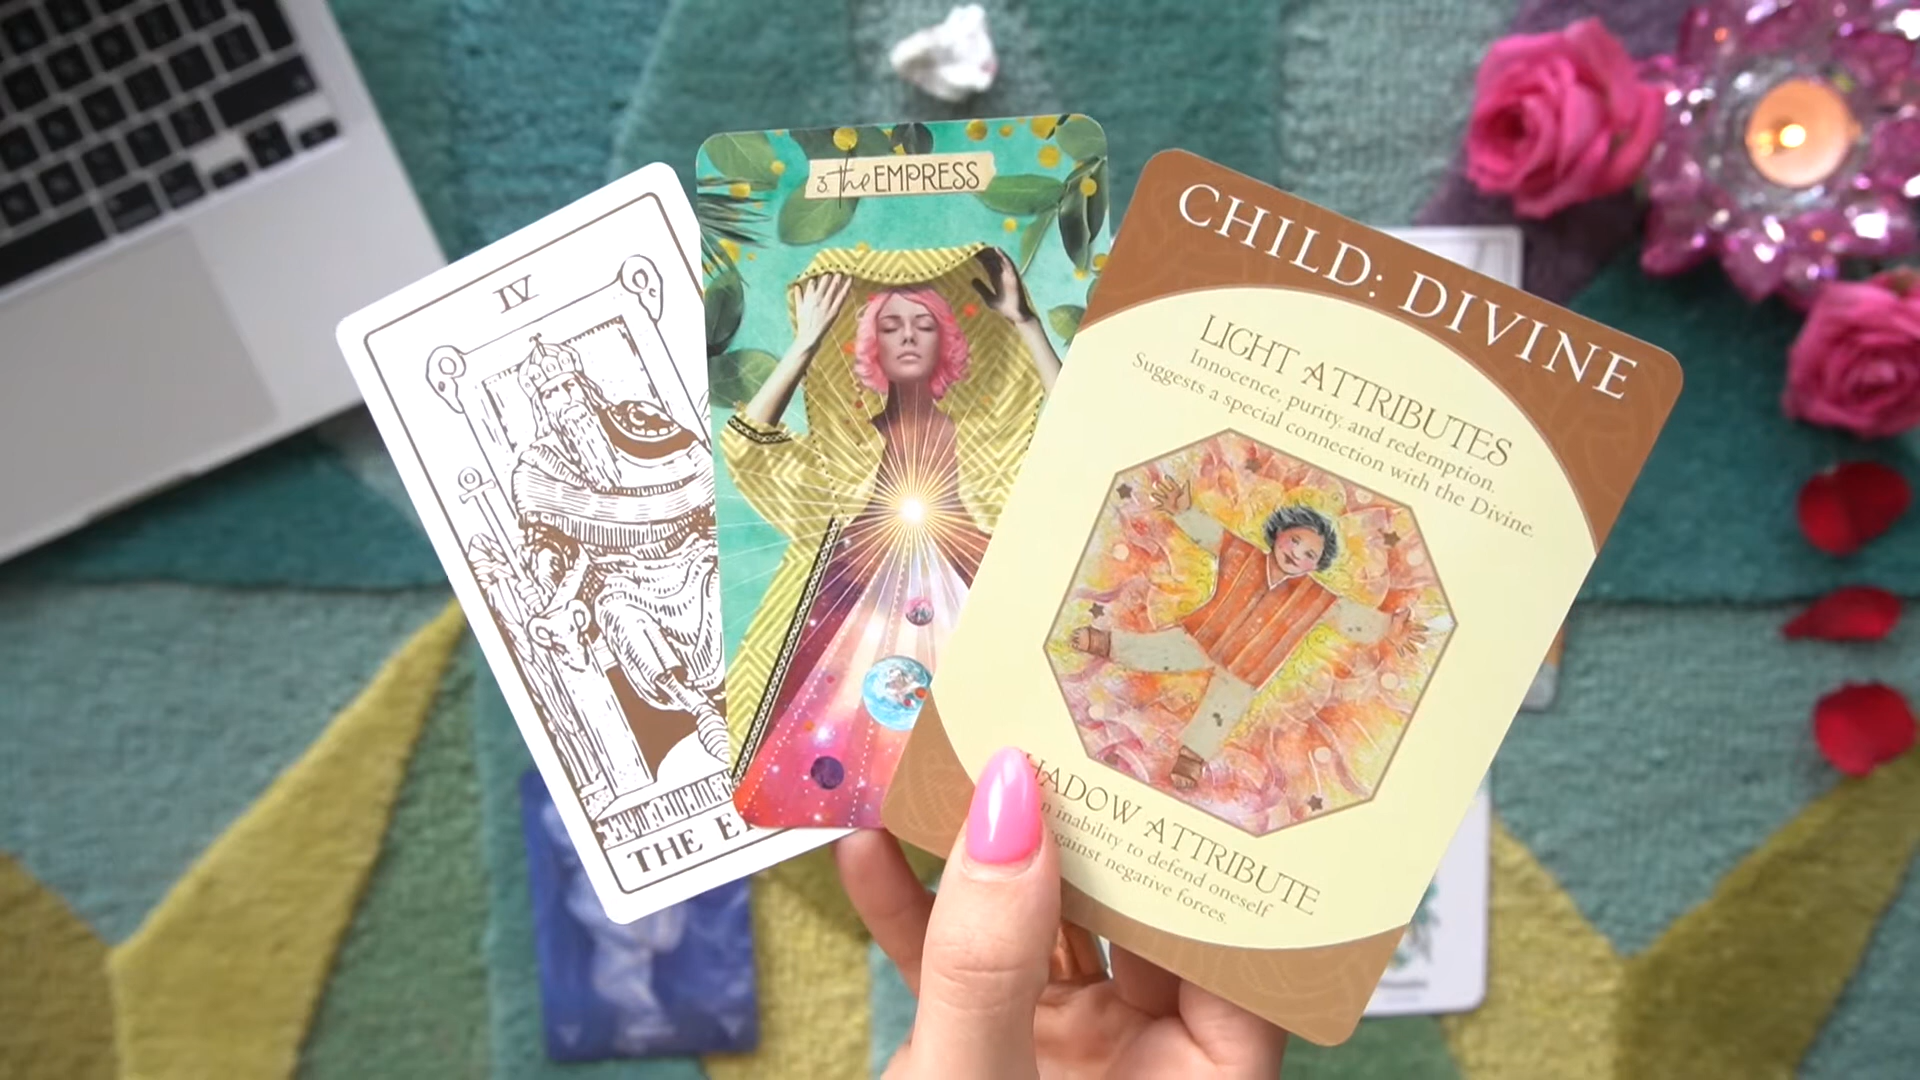 IV
THE E
3. the EMPRESS
CHILD: DIVINE
LIGHT ATTRIBUTES
Innocence, purity, and redemption.
Suggests a special connection with the Divine.
HADOW ATTRIBUTE
n inability to defend oneself
gainst negative forces.